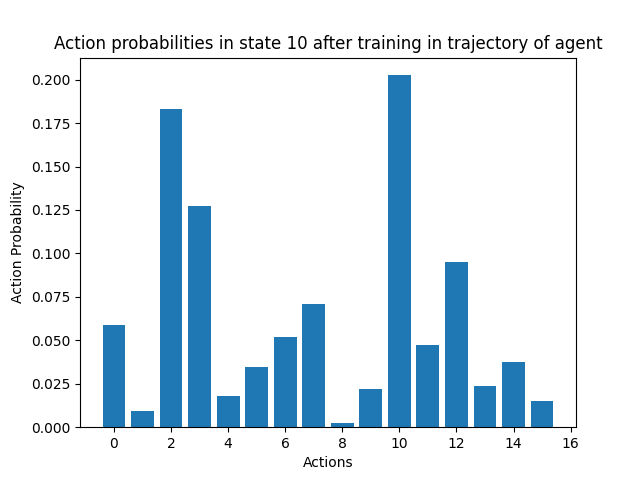 Action probabilities in state 10 after training in trajectory of agent
0.200
0.175
0.150
0.125
0.100
0.075
0.050
0.025
0.000
Action Probability
0 2 4 6 8 10 12 14 16
Actions